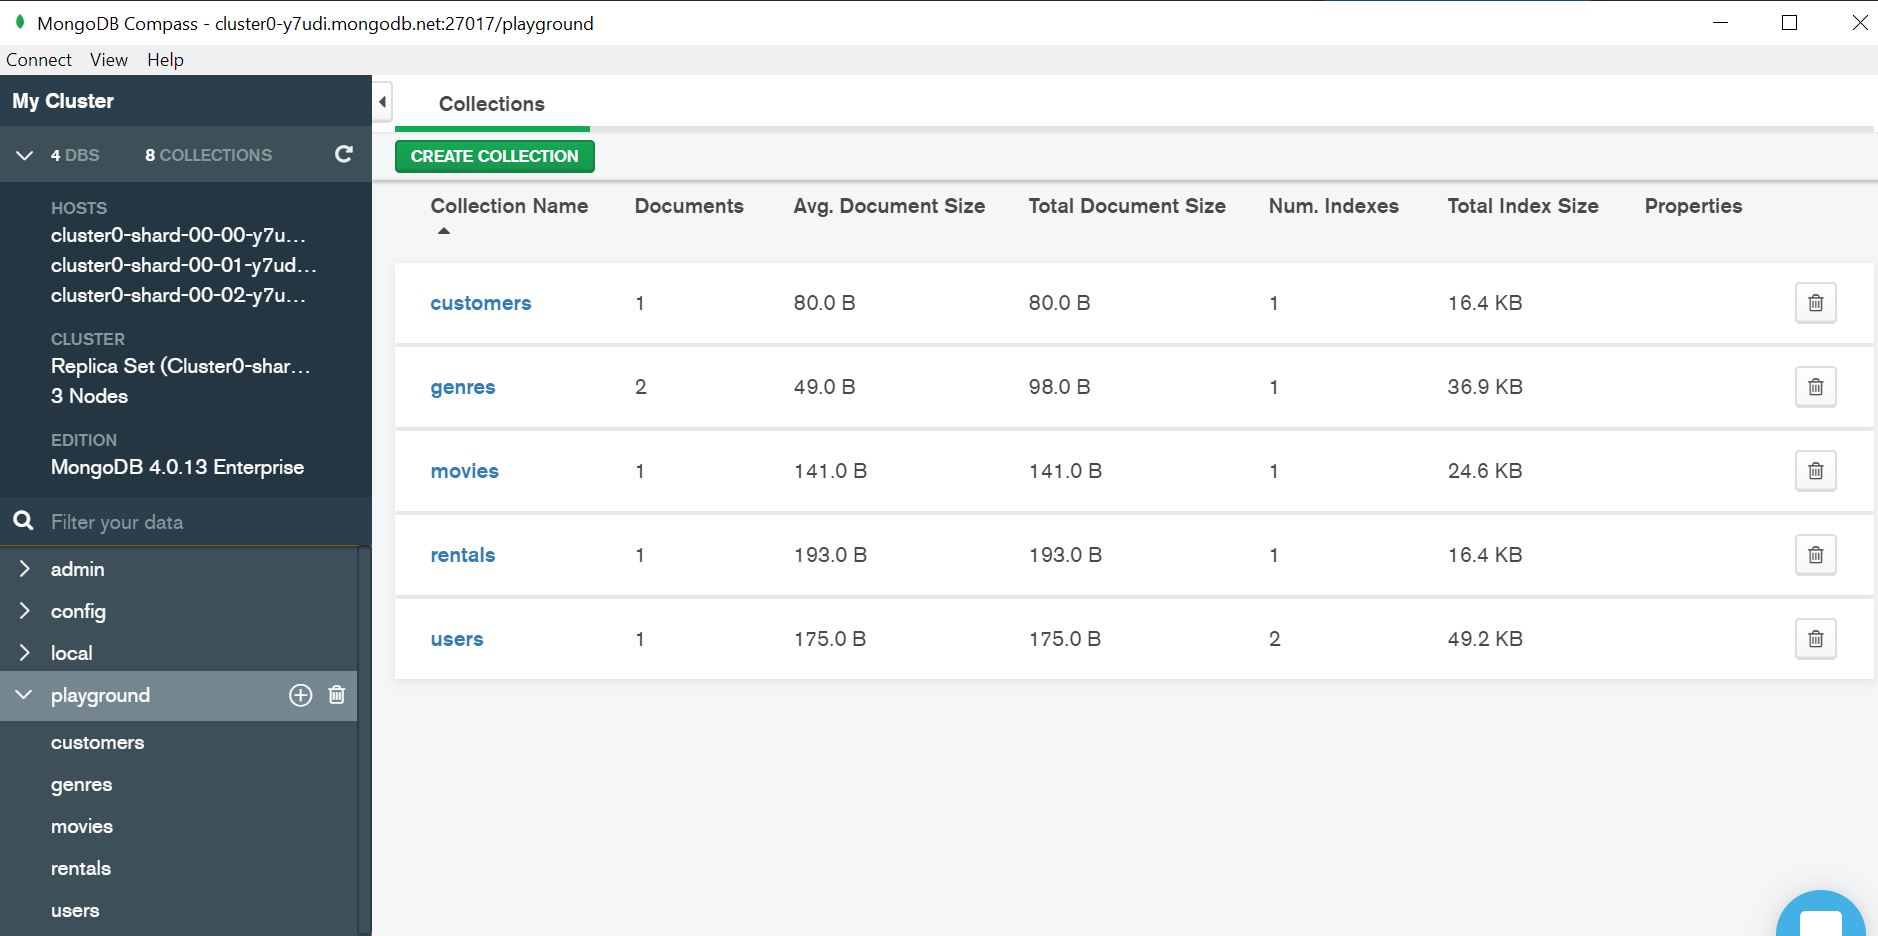 MongoDB Compass - cluster0-y7udi.mongodb.net:27017/playground
Connect View Help
My Cluster
4 DBS 8 COLLECTIONS
HOSTS
cluster0-shard-00-00-y7u...
cluster0-shard-00-01-y7ud...
cluster0-shard-00-02-y7u...
CLUSTER
Replica Set (Cluster0-shar...
3 Nodes
EDITION
MongoDB 4.0.13 Enterprise
Filter your data
admin
config
local
playground
customers
genres
movies
rentals
users
Collections
CREATE COLLECTION
Collection Name Documents Avg. Document Size Total Document Size Num. Indexes Total Index Size Properties
customers 1 80.0 B 80.0 B 1 16.4 KB
genres 2 49.0 B 98.0 B 1 36.9 KB
movies 1 141.0 B 141.0 B 1 24.6 KB
rentals 1 193.0 B 193.0 B 1 16.4 KB
users 1 175.0 B 175.0 B 2 49.2 KB